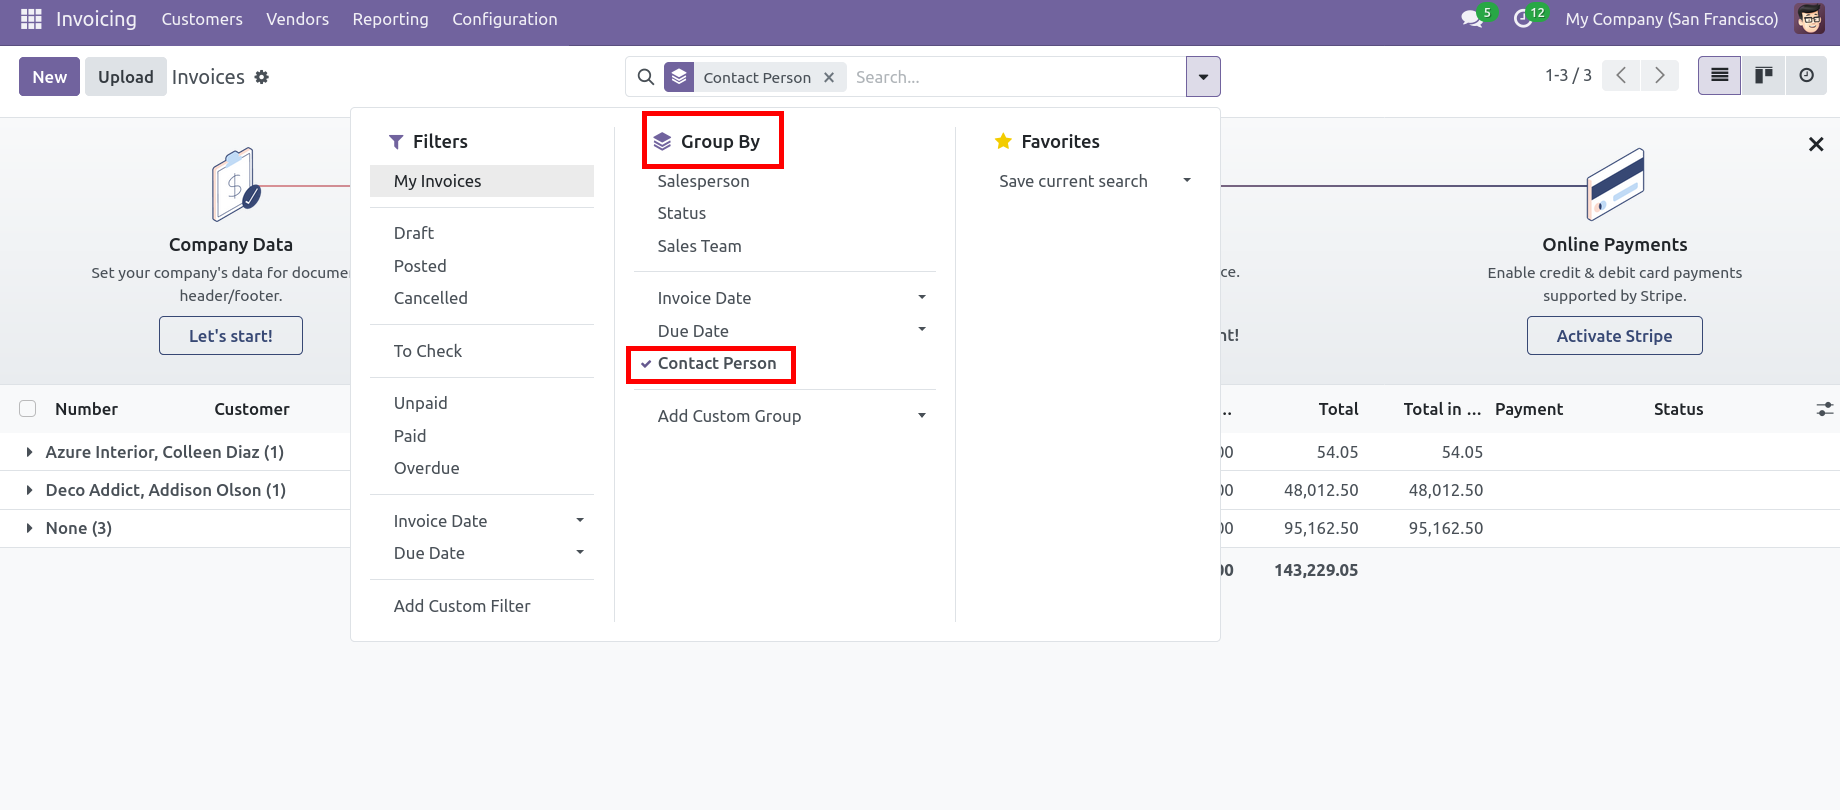 Invoicing Customers Vendors Reporting Configuration 5 12 My Company (San Francisco)
New Upload Invoices Contact Person Search... 1-3 / 3
Filters
My Invoices
Draft
Posted
Cancelled
To Check
Unpaid
Paid
Overdue
Invoice Date
Due Date
Add Custom Filter
Group By
Salesperson
Status
Sales Team
Invoice Date
Due Date
Contact Person
Add Custom Group
Favorites
Save current search
Company Data
Set your company's data for docume
header/footer.
Let's start!
ce.
nt!
Online Payments
Enable credit & debit card payments
supported by Stripe.
Activate Stripe
Number Customer .. Total Total in ... Payment Status
Azure Interior, Colleen Diaz (1) 00 54.05 54.05
Deco Addict, Addison Olson (1) 00 48,012.50 48,012.50
None (3) 00 95,162.50 95,162.50
00 143,229.05